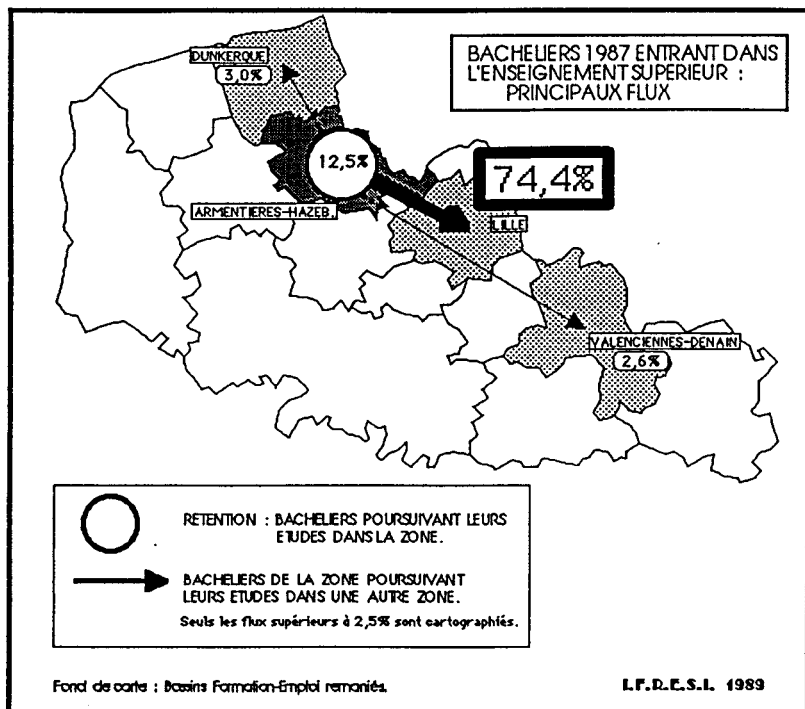 BACHELIERS 1987 ENTRANT DANS
L'ENSEIGNEMENT SUPERIEUR :
PRINCIPAUX FLUX
DUNKERQUE
3,0%
12,5%
74,4%
ARMENTIERES-HAZEB.
LILLE
VALENCIENNES-DENAIN
2,6%
RETENTION : BACHELIERS POURSUIVANT LEURS
ETUDES DANS LA ZONE.
BACHELIERS DE LA ZONE POURSUIVANT
LEURS ETUDES DANS UNE AUTRE ZONE.
Seuls les flux supérieurs à 2,5% sont cartographiés.
Fond de carte : Bassins Formation-Emploi remaniés.
I.F.R.E.S.I. 1989